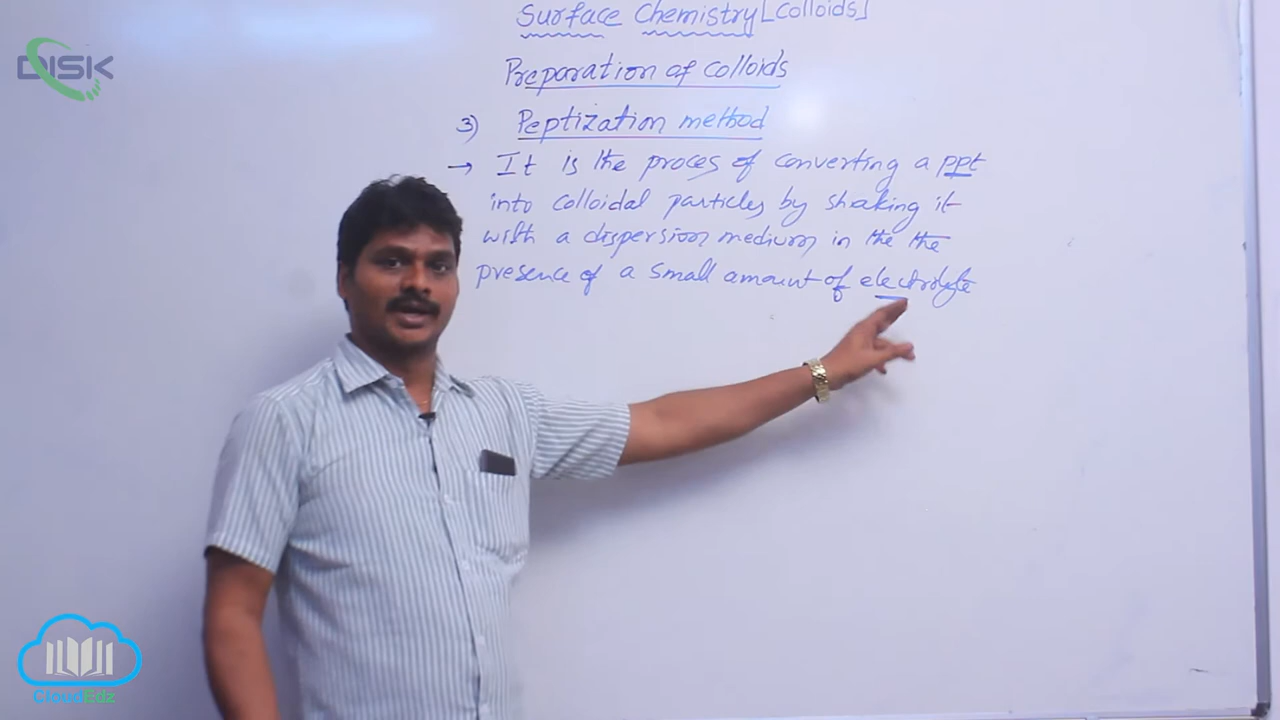 Surface Chemistry [Colloids]
DISK
Preparation of colloids
3) Peptization method
→ It is the proces of converting a ppt
into colloidal particles by shaking it
with a dispersion medium in the the
presence of a small amount of electrolyte
CloudEdz